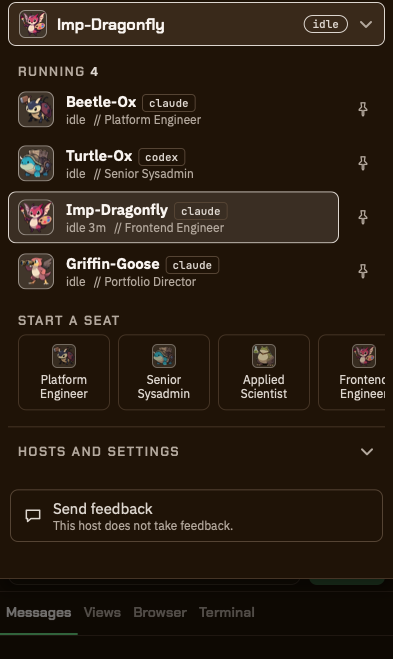 Imp-Dragonfly idle
RUNNING 4
Beetle-Ox claude
idle // Platform Engineer
Turtle-Ox codex
idle // Senior Sysadmin
Imp-Dragonfly claude
idle 3m // Frontend Engineer
Griffin-Goose claude
idle // Portfolio Director
START A SEAT
Platform Engineer
Senior Sysadmin
Applied Scientist
Frontend Engineer
HOSTS AND SETTINGS
Send feedback
This host does not take feedback.
Messages Views Browser Terminal